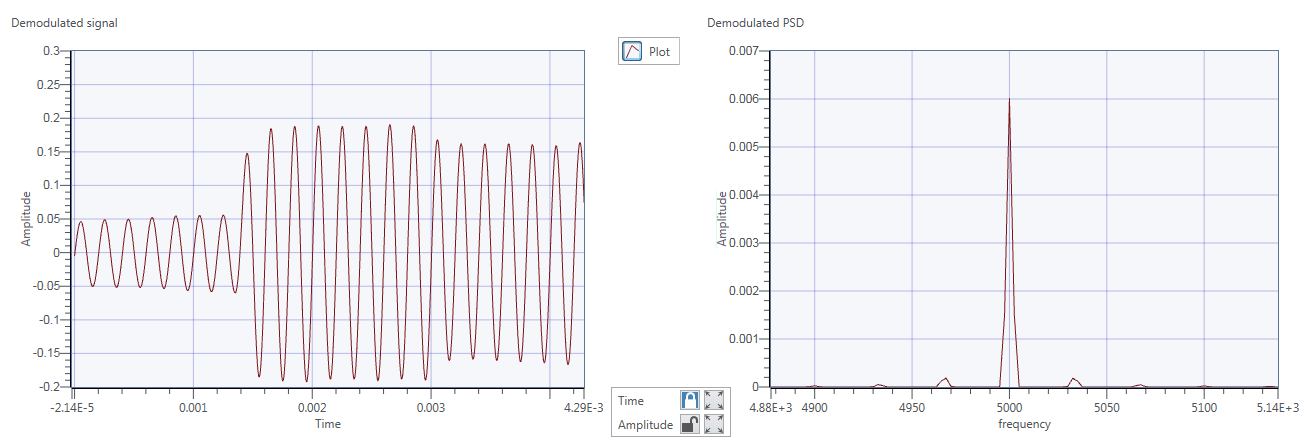 Demodulated signal
0.3
0.25
0.2
0.15
0.1
0.05
0
-0.05
-0.1
-0.15
-0.2
Amplitude
-2.14E-5
0.001
0.002
0.003
4.29E-3
Time
Plot
Time
Amplitude
Demodulated PSD
0.007
0.006
0.005
0.004
0.003
0.002
0.001
0
Amplitude
4.88E+3
4900
4950
5000
5050
5100
5.14E+3
frequency